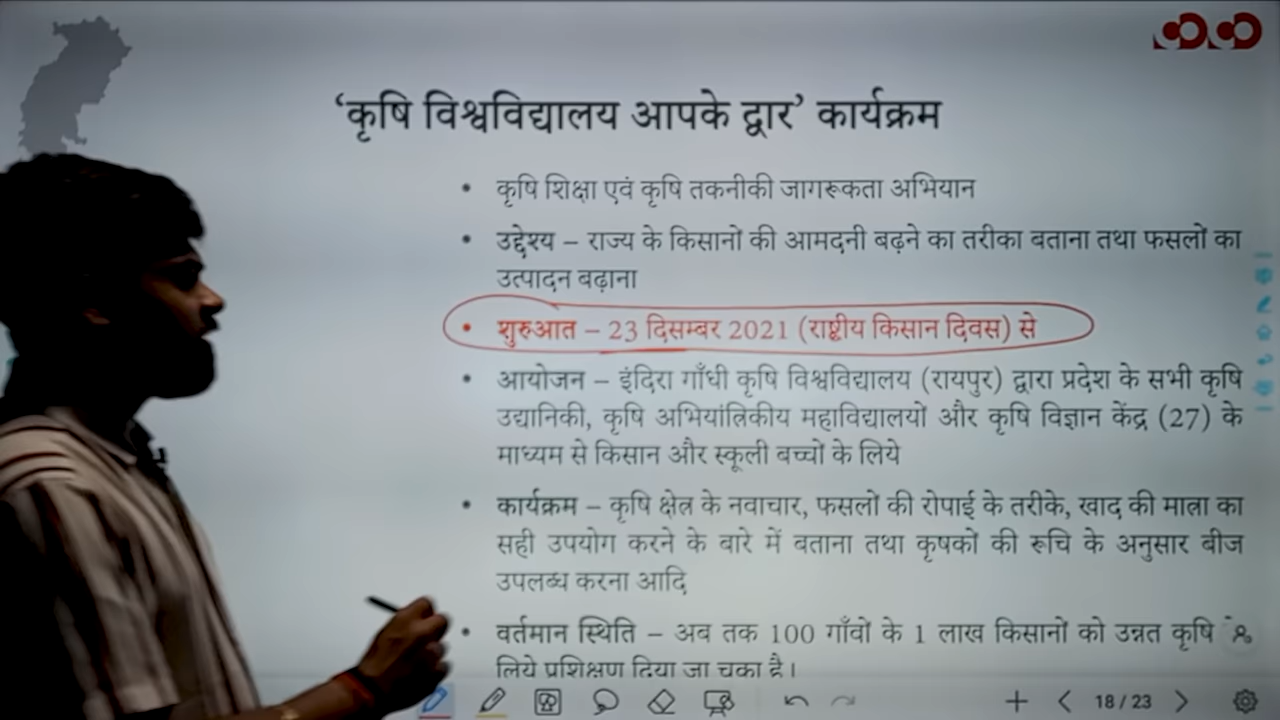 ‘कृषि विश्वविद्यालय आपके द्वार’ कार्यक्रम
• कृषि शिक्षा एवं कृषि तकनीकी जागरूकता अभियान
• उद्देश्य – राज्य के किसानों की आमदनी बढ़ने का तरीका बताना तथा फसलों का
उत्पादन बढ़ाना
• शुरुआत – 23 दिसम्बर 2021 (राष्ट्रीय किसान दिवस) से
• आयोजन – इंदिरा गाँधी कृषि विश्वविद्यालय (रायपुर) द्वारा प्रदेश के सभी कृषि
उद्यानिकी, कृषि अभियांत्रिकीय महाविद्यालयों और कृषि विज्ञान केंद्र (27) के
माध्यम से किसान और स्कूली बच्चों के लिये
• कार्यक्रम – कृषि क्षेत्र के नवाचार, फसलों की रोपाई के तरीके, खाद की मात्रा का
सही उपयोग करने के बारे में बताना तथा कृषकों की रूचि के अनुसार बीज
उपलब्ध करना आदि
• वर्तमान स्थिति – अब तक 100 गाँवों के 1 लाख किसानों को उन्नत कृषि
लिये प्रशिक्षण दिया जा चुका है।
18 / 23